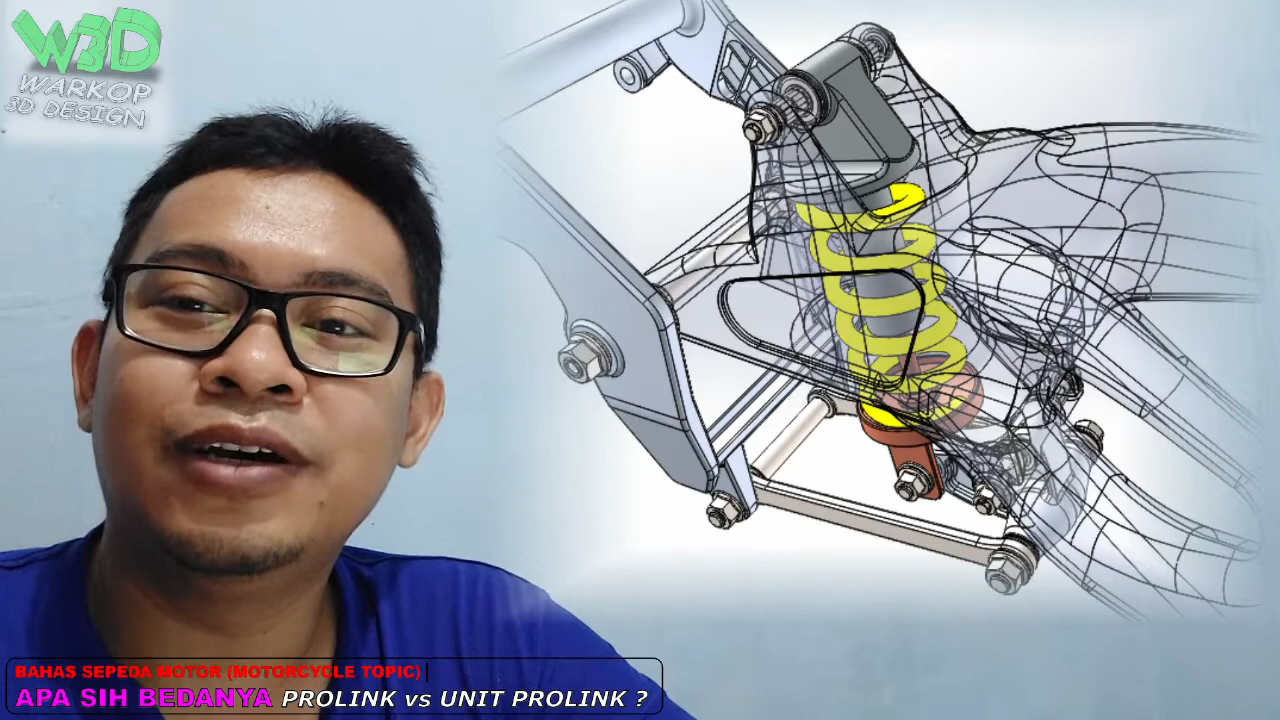 W3D
WARKOP
3D DESIGN
BAHAS SEPEDA MOTOR (MOTORCYCLE TOPIC)
APA SIH BEDANYA PROLINK vs UNIT PROLINK ?